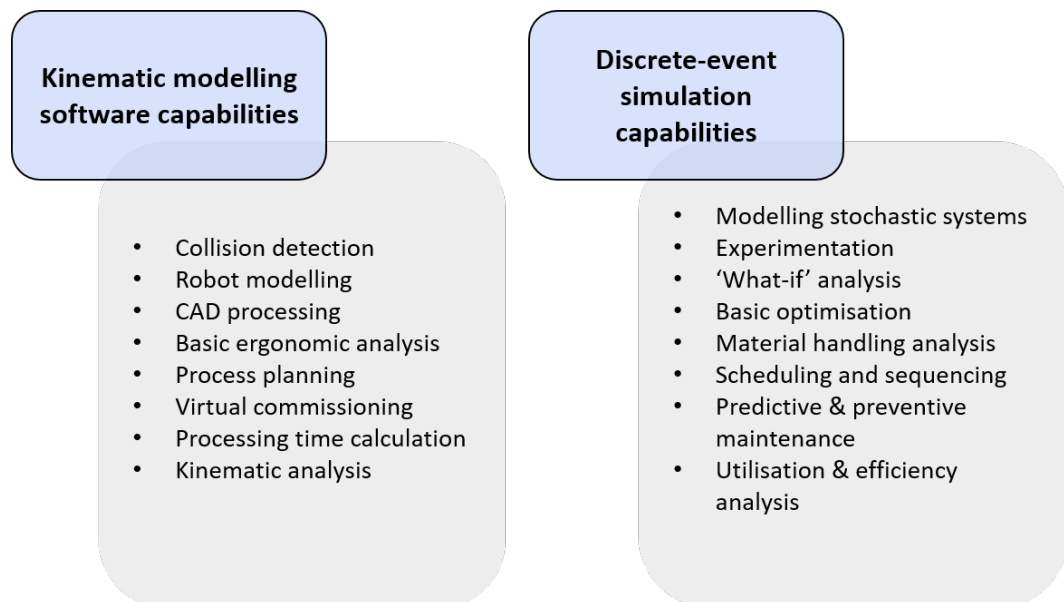 Kinematic modelling
software capabilities
• Collision detection
• Robot modelling
• CAD processing
• Basic ergonomic analysis
• Process planning
• Virtual commissioning
• Processing time calculation
• Kinematic analysis
Discrete-event
simulation
capabilities
• Modelling stochastic systems
• Experimentation
• ‘What-if’ analysis
• Basic optimisation
• Material handling analysis
• Scheduling and sequencing
• Predictive & preventive
maintenance
• Utilisation & efficiency
analysis